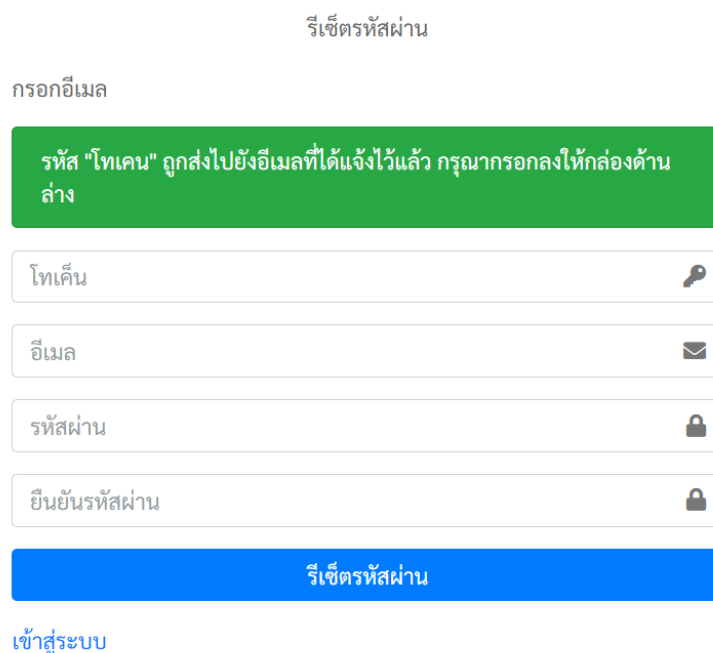 รีเซ็ตรหัสผ่าน
กรอกอีเมล
รหัส "โทเคน" ถูกส่งไปยังอีเมลที่ได้แจ้งไว้แล้ว กรุณากรอกลงให้กล่องด้าน
ล่าง
โทเค็น
อีเมล
รหัสผ่าน
ยืนยันรหัสผ่าน
รีเซ็ตรหัสผ่าน
เข้าสู่ระบบ